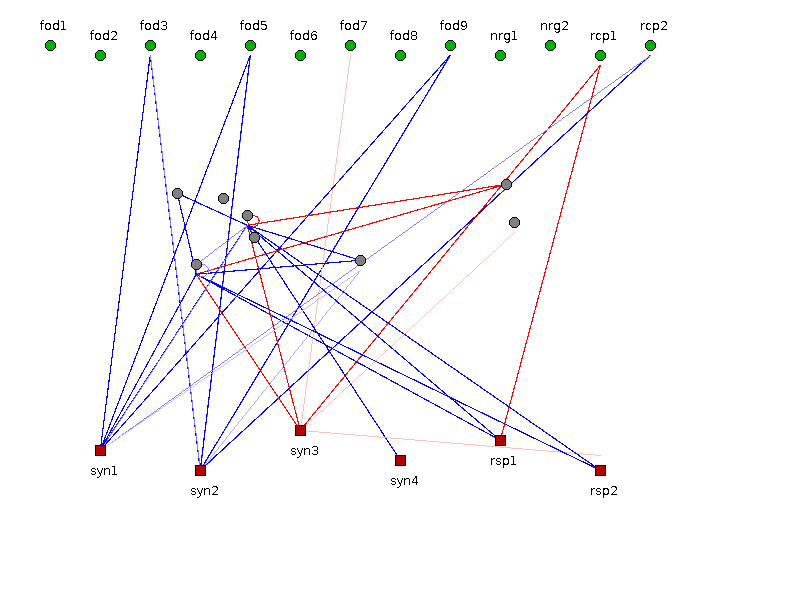 fod1 fod3 fod5 fod7 fod9 nrg2 rcp2
fod2 fod4 fod6 fod8 nrg1 rcp1
syn3
rsp1
syn1
syn4
syn2 rsp2